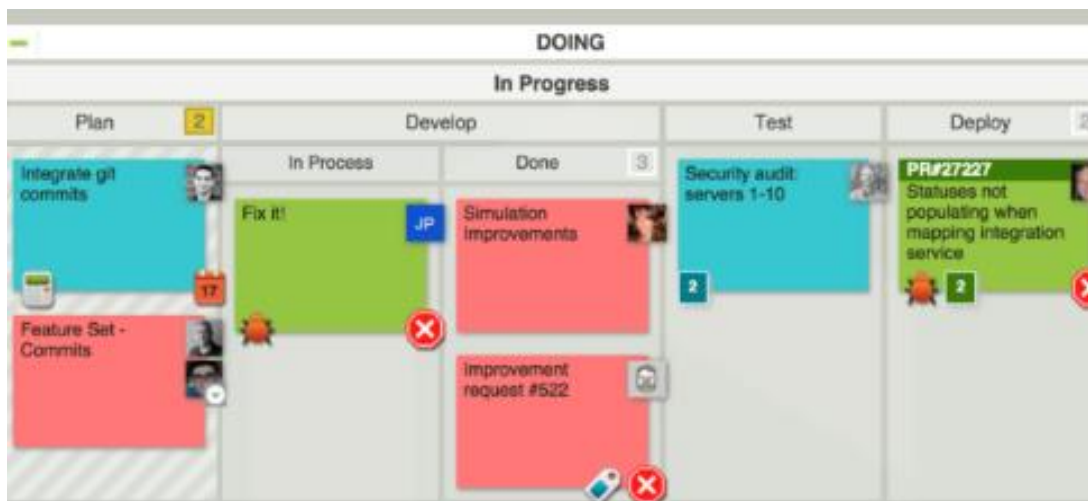 DOING
In Progress
Plan 2
Develop
Test
Deploy 2
In Process
Done 3
Integrate git
commits
17
Feature Set -
Commits
Fix it!
JP
Simulation
Improvements
Improvement
request #522
Security audit:
servers 1-10
2
PR#27227
Statuses not
populating when
mapping integration
service
2